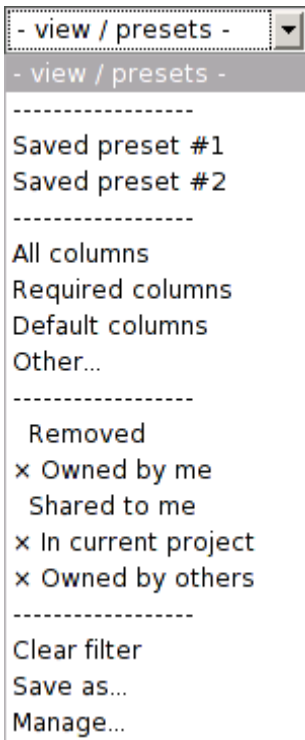 - view / presets -
- view / presets -
------------------
Saved preset #1
Saved preset #2
------------------
All columns
Required columns
Default columns
Other...
------------------
Removed
× Owned by me
Shared to me
× In current project
× Owned by others
------------------
Clear filter
Save as...
Manage...